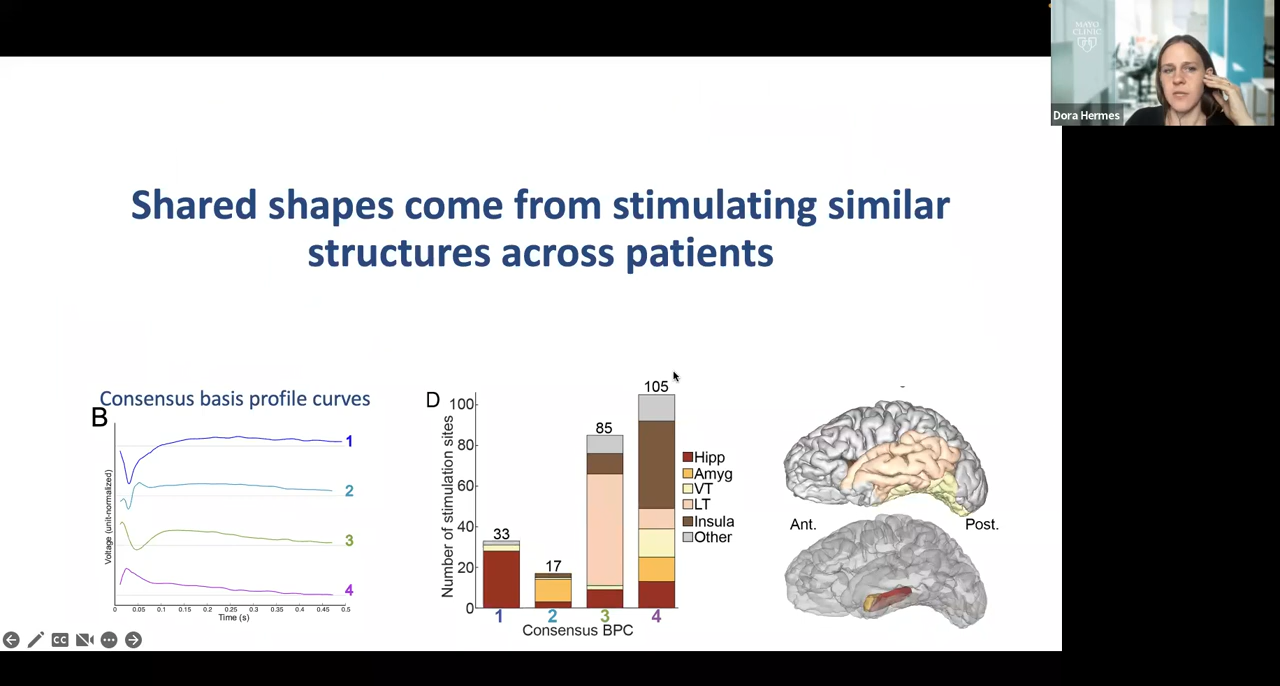 MAYO
CLINIC
Dora Hermes
Shared shapes come from stimulating similar
structures across patients
Consensus basis profile curves
B
Voltage (unit-normalized)
1
2
3
4
0 0.05 0.1 0.15 0.2 0.25 0.3 0.35 0.4 0.45 0.5
Time (s)
D
Number of stimulation sites
100
80
60
40
20
0
33
17
85
105
1 2 3 4
Consensus BPC
Hipp
Amyg
VT
LT
Insula
Other
Ant. Post.
CC